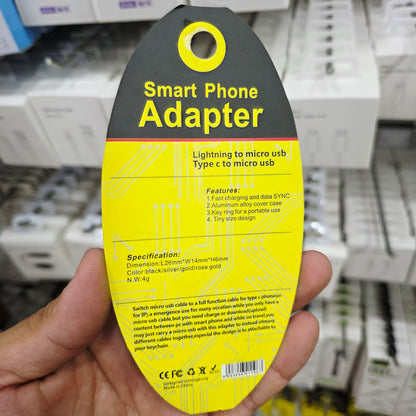 Smart Phone
Adapter
Lightning to micro usb
Type c to micro usb
Features:
1.Fast charging and data SYNC
2.Aluminum alloy cover case
3.Key ring for a portable use
4. Tiny size design
Specification:
Dimension:L26mm*W14mm*H6mm
Color:black/silver/gold/rose gold
N.W:4g
Switch micro usb cable to a full function cable for type c phone(or
for IP),a emergence use for many occation while you only have a
micro usb cable,but you need charge or download(upload)
content between pc with smart phone and while on travel,you
may just carry a micro usb with this adapter to instead ofmany
different cables together,especial the design is to attachable to
your keychain.
CE FC
Designed inHongKong
Made in China